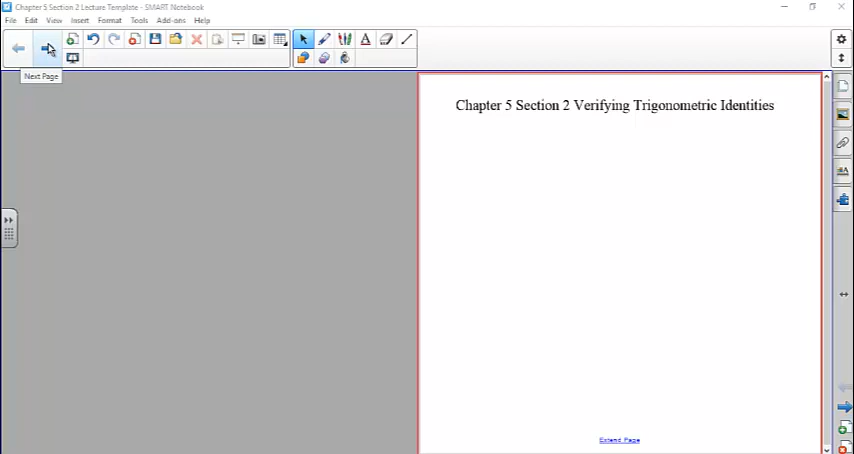 Chapter 5 Section 2 Lecture Template - SMART Notebook
File Edit View Insert Format Tools Add-ons Help
Next Page
Chapter 5 Section 2 Verifying Trigonometric Identities
Extend Page